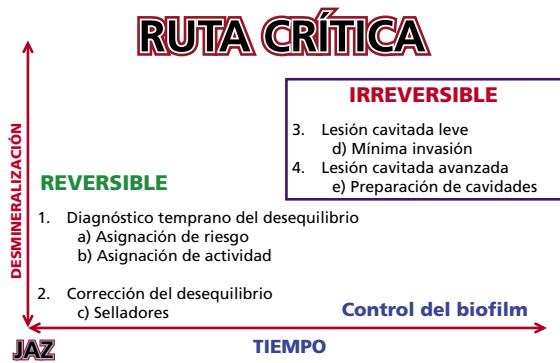 RUTA CRÍTICA
IRREVERSIBLE
3. Lesión cavitada leve
d) Mínima invasión
4. Lesión cavitada avanzada
e) Preparación de cavidades
DESMINERALIZACIÓN
REVERSIBLE
1. Diagnóstico temprano del desequilibrio
a) Asignación de riesgo
b) Asignación de actividad
2. Corrección del desequilibrio
c) Selladores
Control del biofilm
JAZ
TIEMPO